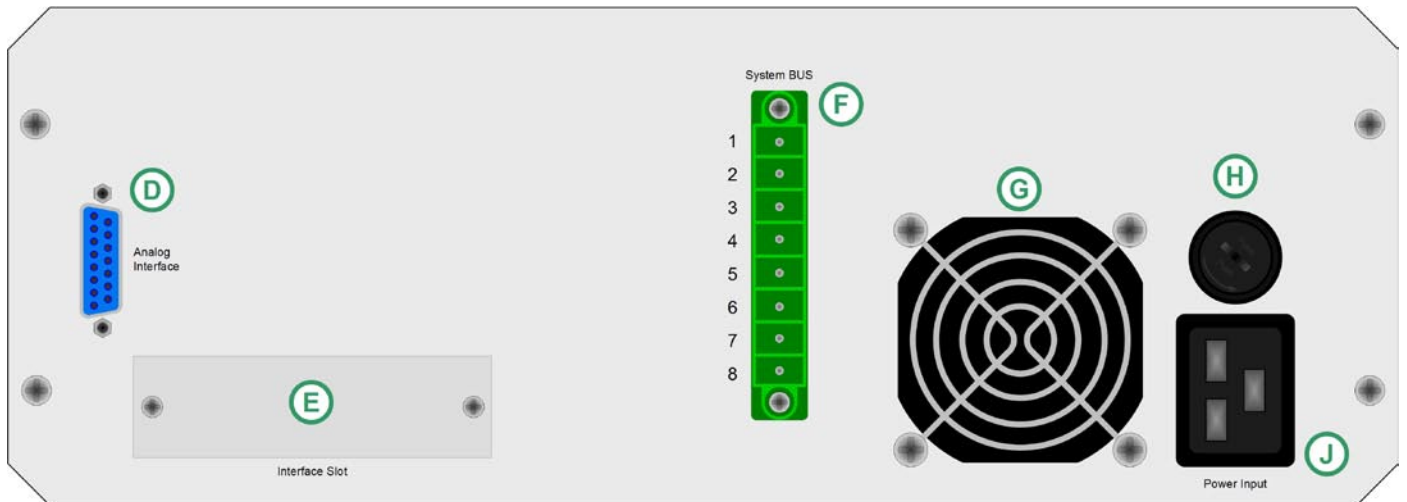 System BUS
F
1
2
3
4
5
6
7
8
D
Analog
Interface
E
Interface Slot
G
H
J
Power Input